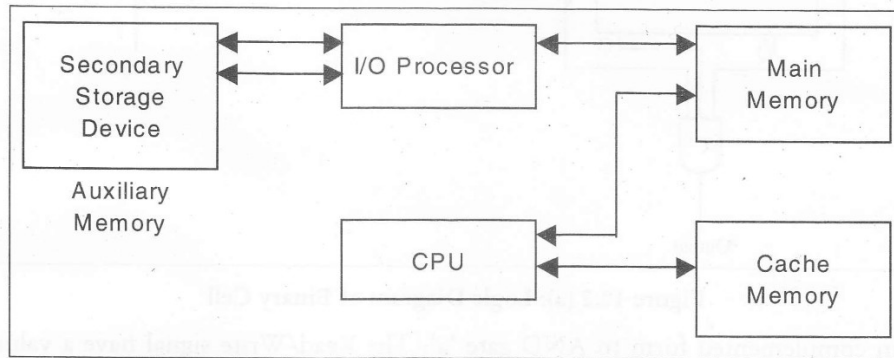 Secondary
Storage
Device
Auxiliary
Memory
I/O Processor
Main
Memory
CPU
Cache
Memory